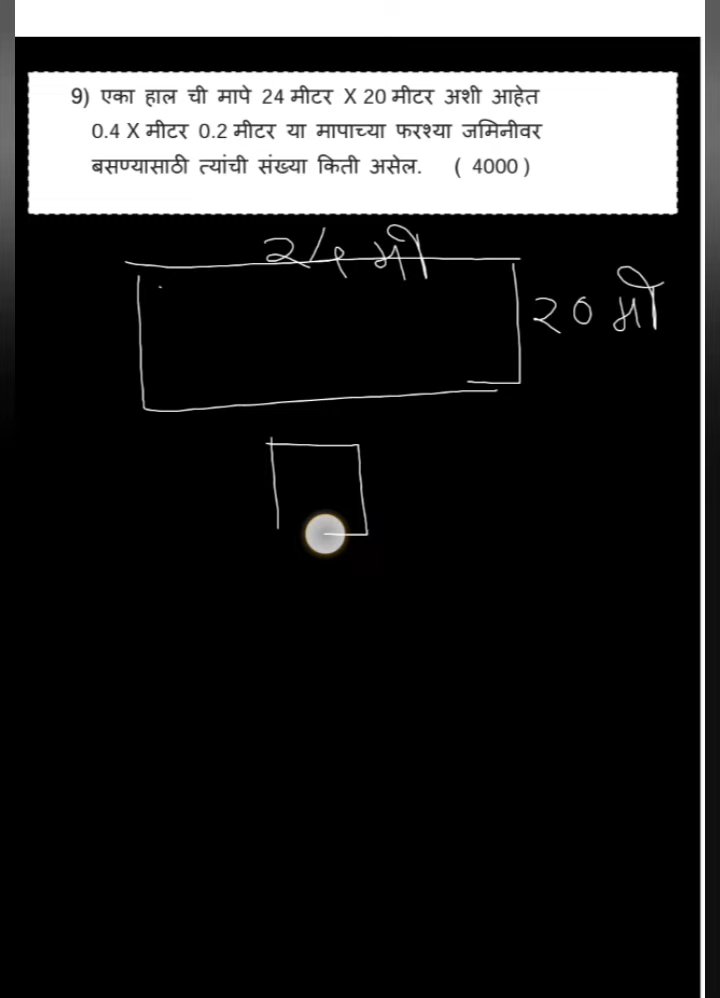 9) एका हाल ची मापे 24 मीटर X 20 मीटर अशी आहेत
0.4 X मीटर 0.2 मीटर या मापाच्या फरश्या जमिनीवर
बसण्यासाठी त्यांची संख्या किती असेल. ( 4000 )
२४ मी
२० मी